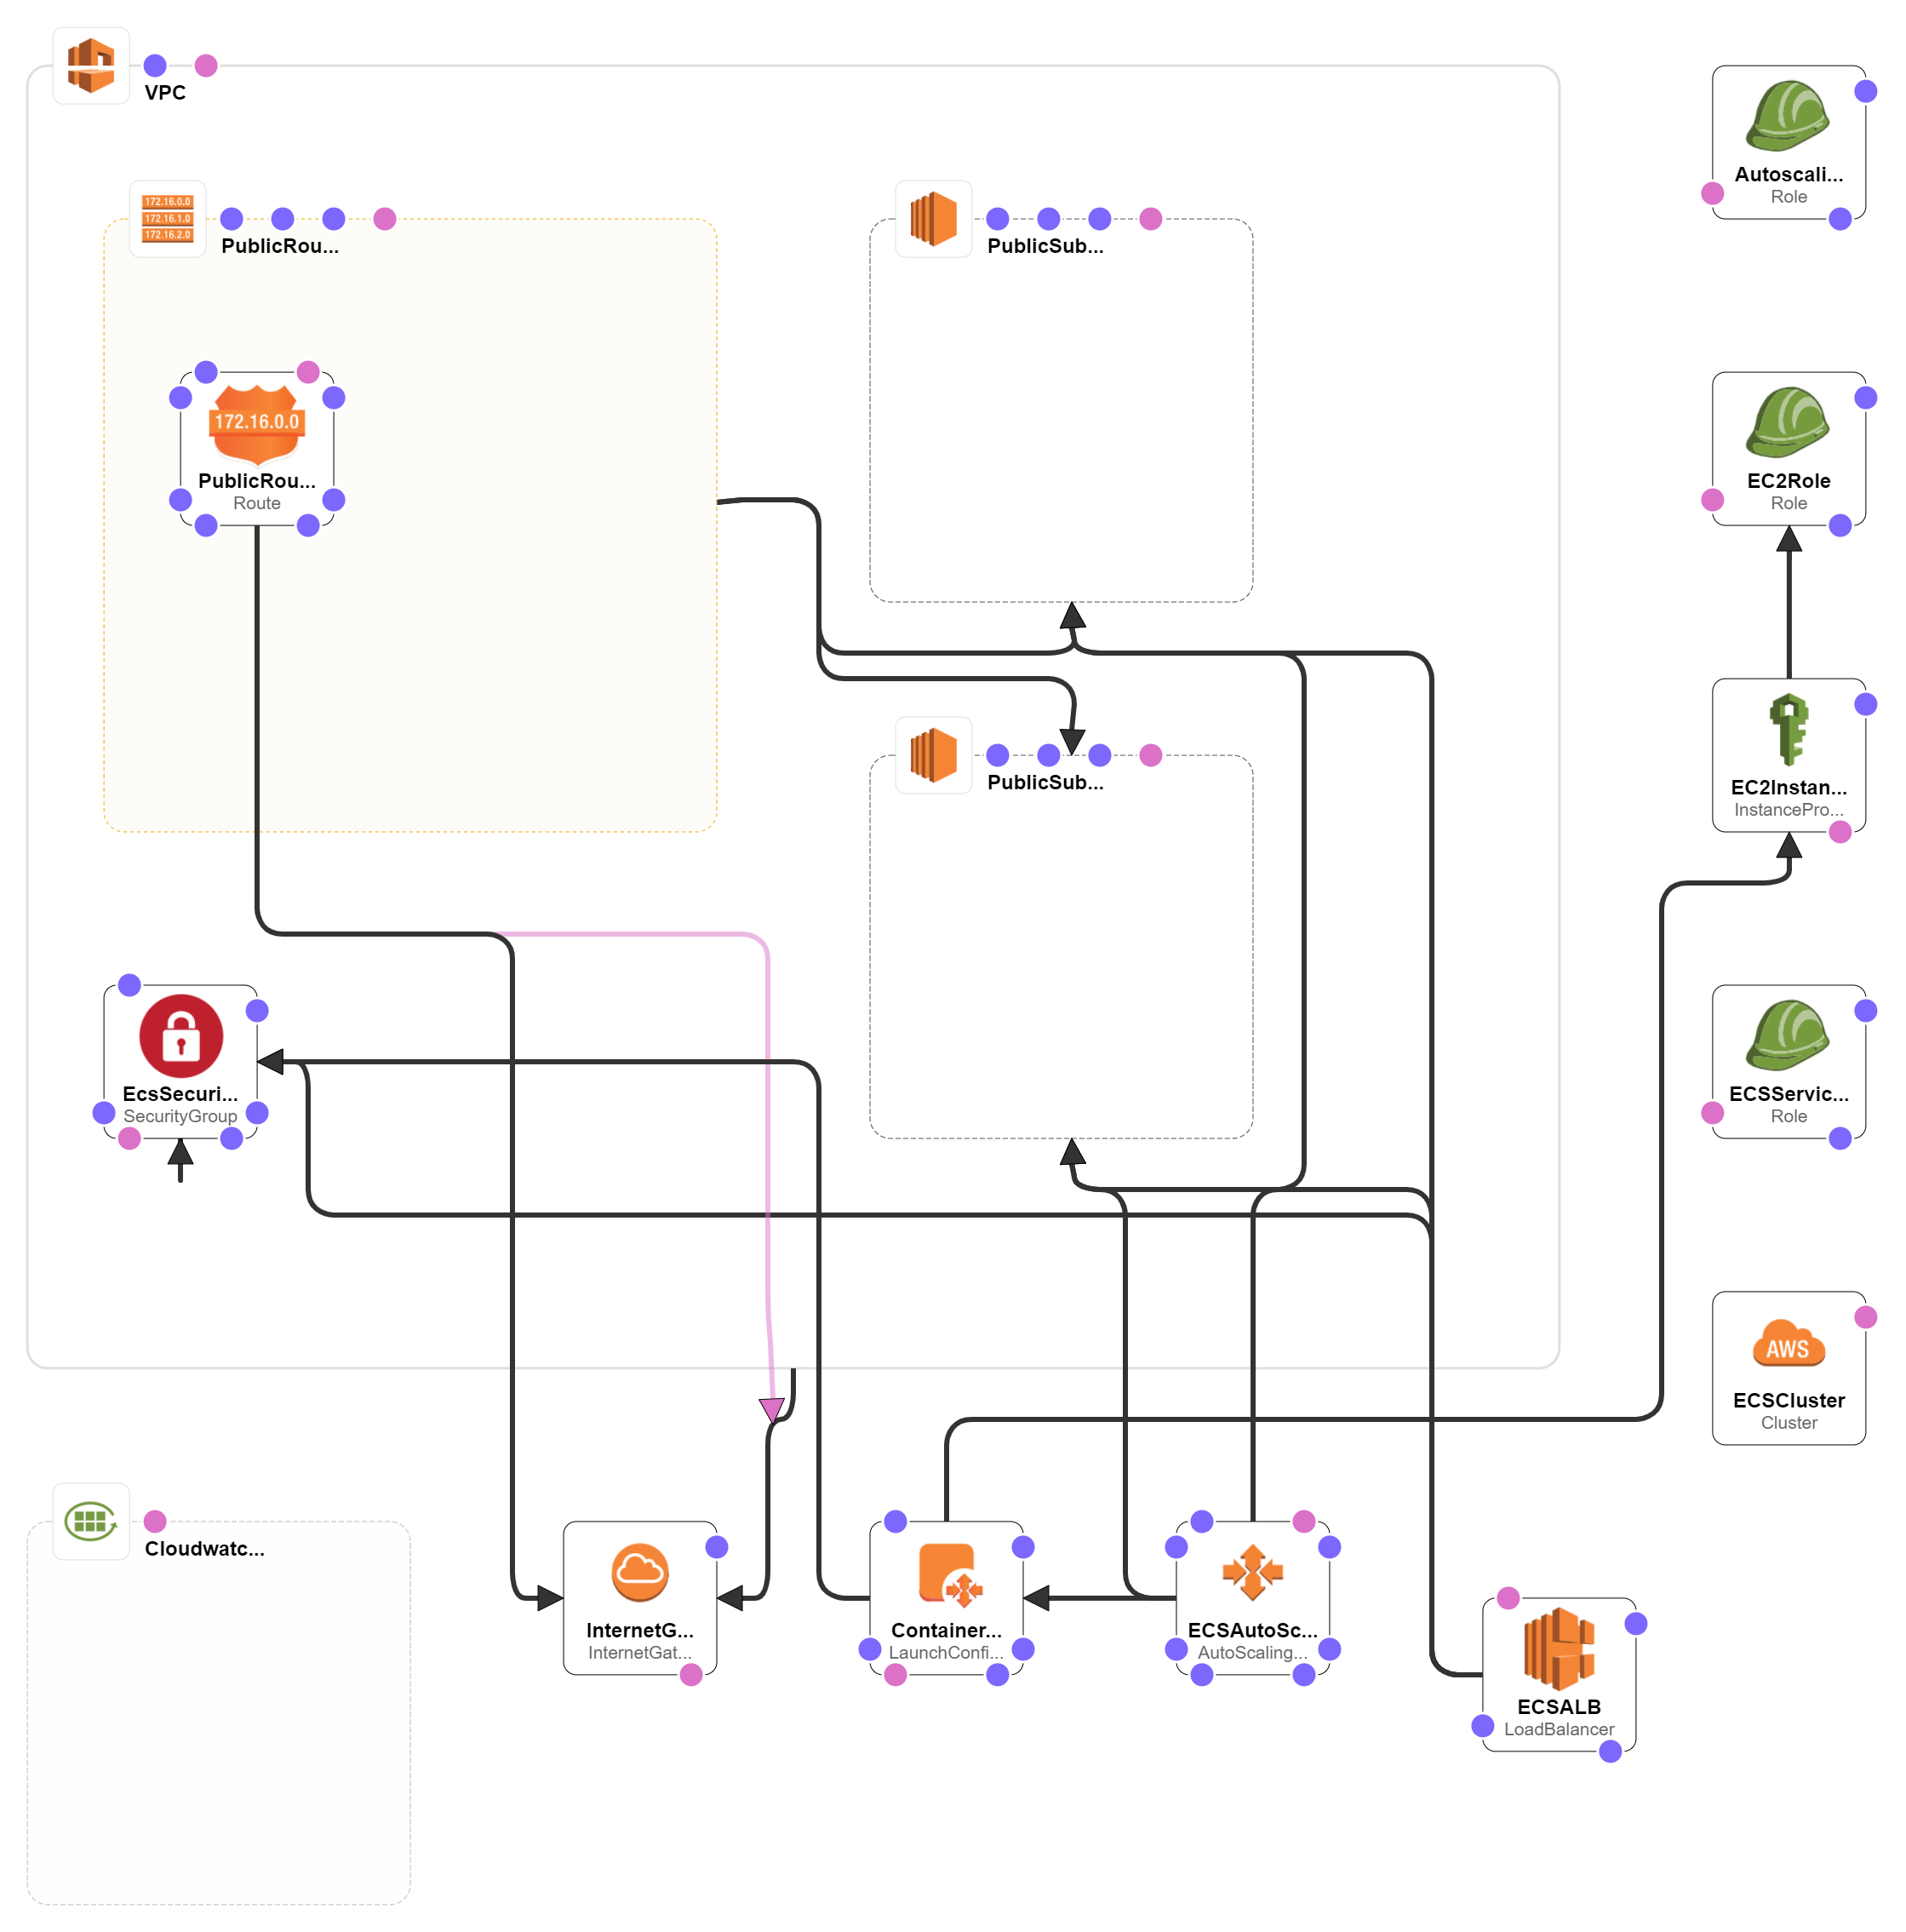 VPC
172.16.0.0
172.16.1.0
172.16.2.0
PublicRou...
PublicSub...
Autoscali...
Role
172.16.0.0
PublicRou...
Route
EC2Role
Role
PublicSub...
EC2Instan...
InstancePro...
EcsSecuri...
SecurityGroup
ECSServic...
Role
AWS
ECSCluster
Cluster
Cloudwatc...
InternetG...
InternetGat...
Container...
LaunchConfi...
ECSAutoSc...
AutoScaling...
ECSALB
LoadBalancer